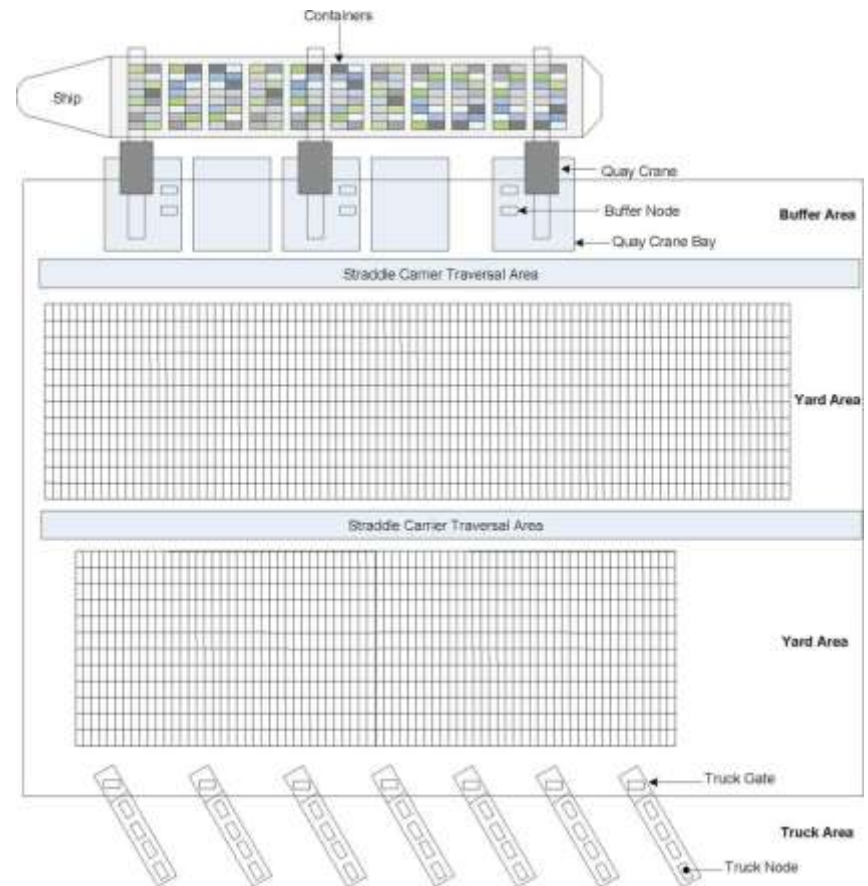 Containers
Ship
Quay Crane
Buffer Node
Buffer Area
Quay Crane Bay
Straddle Carrier Traversal Area
Yard Area
Straddle Carrier Traversal Area
Yard Area
Truck Gate
Truck Area
Truck Node